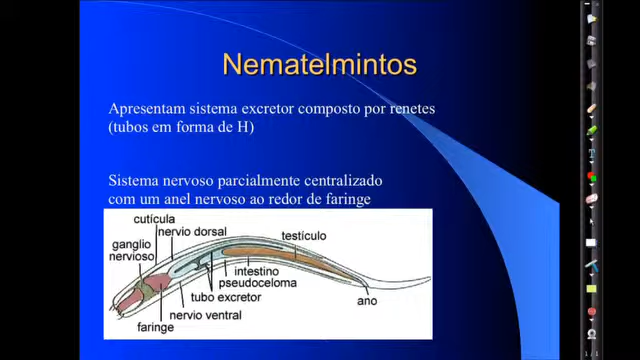 Nematelmintos
Apresentam sistema excretor composto por renetes
(tubos em forma de H)
Sistema nervoso parcialmente centralizado
com um anel nervoso ao redor de faringe
cutícula
nervio dorsal
ganglio
nervioso
testículo
intestino
pseudoceloma
tubo excretor
ano
nervio ventral
faringe